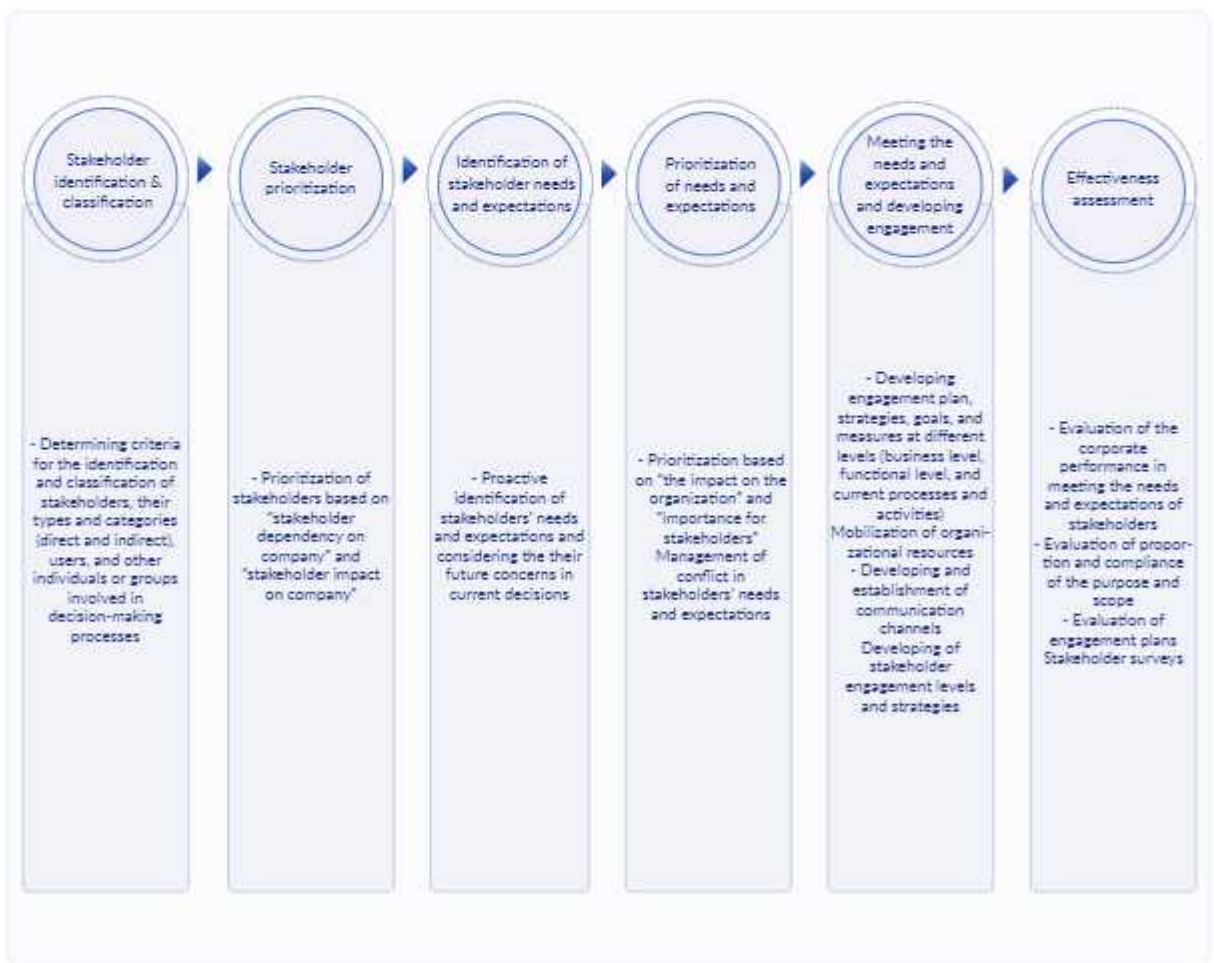 Stakeholder
identification &
classification
Stakeholder
prioritization
Identification of
stakeholder needs
and expectations
Prioritization
of needs and
expectations
Meeting the
needs and
expectations
and developing
engagement
Effectiveness
assessment
- Determining criteria
for the identification
and classification of
stakeholders, their
types and categories
(direct and indirect),
users, and other
individuals or groups
involved in
decision-making
processes
- Prioritization of
stakeholders based on
"stakeholder
dependency on
company" and
"stakeholder impact
on company"
- Proactive
identification of
stakeholders' needs
and expectations and
considering the their
future concerns in
current decisions
- Prioritization based
on "the impact on the
organization" and
"importance for
stakeholders"
Management of
conflict in
stakeholders' needs
and expectations
- Developing
engagement plan,
strategies, goals, and
measures at different
levels (business level,
functional level, and
current processes and
activities)
Mobilization of organi-
zational resources
- Developing and
establishment of
communication
channels
Developing of
stakeholder
engagement levels
and strategies
- Evaluation of the
corporate
performance in
meeting the needs
and expectations of
stakeholders
- Evaluation of propor-
tion and compliance
of the purpose and
scope
- Evaluation of
engagement plans
Stakeholder surveys